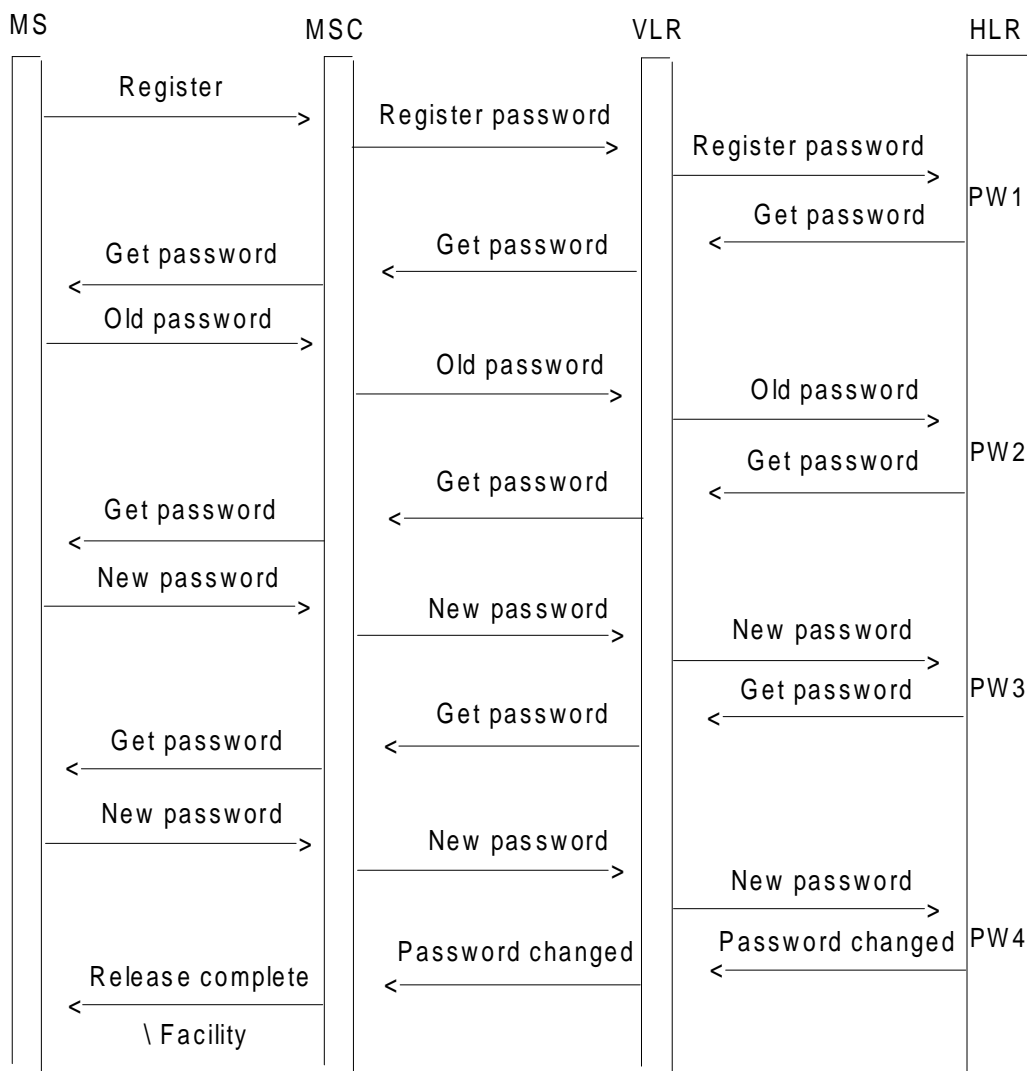 MS
MSC
VLR
HLR
Register
Register password
Register password
PW1
Get password
Get password
Get password
Old password
Old password
Old password
PW2
Get password
Get password
Get password
New password
New password
New password
PW3
Get password
Get password
Get password
New password
New password
New password
PW4
Password changed
Password changed
Release complete
\ Facility